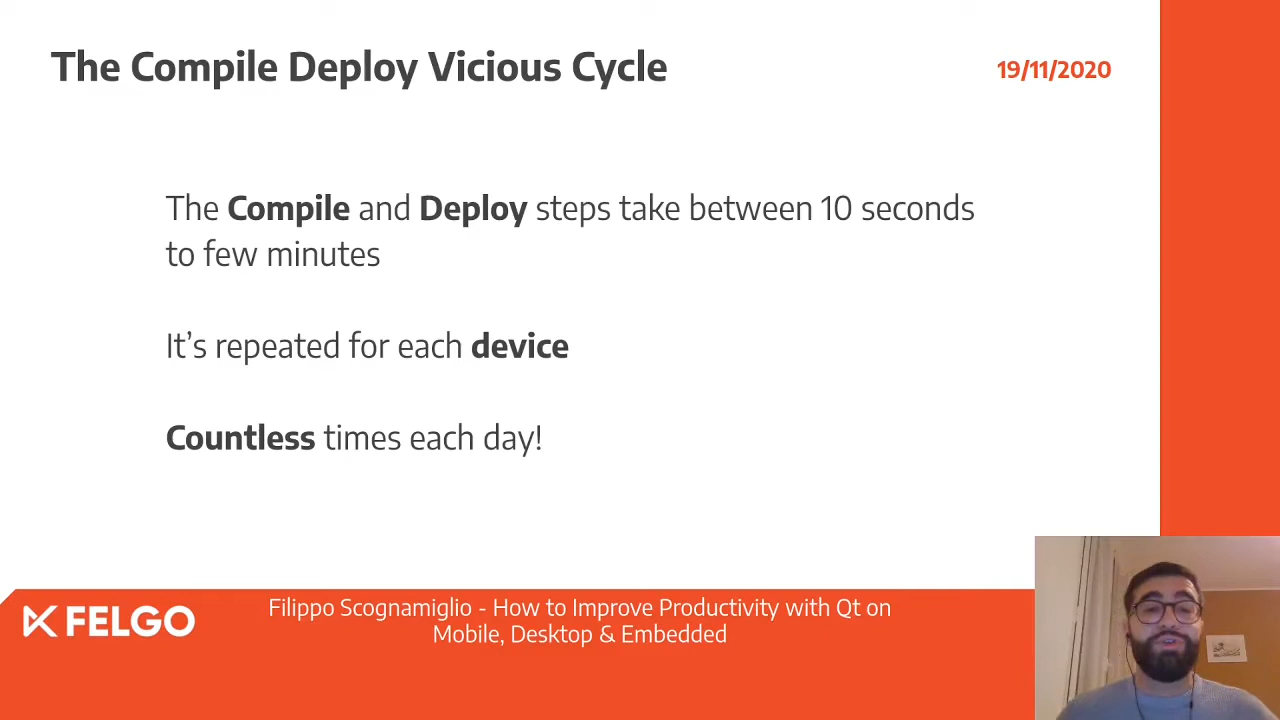 The Compile Deploy Vicious Cycle
19/11/2020
The Compile and Deploy steps take between 10 seconds
to few minutes
It’s repeated for each device
Countless times each day!
FELGO
Filippo Scognamiglio - How to Improve Productivity with Qt on
Mobile, Desktop & Embedded